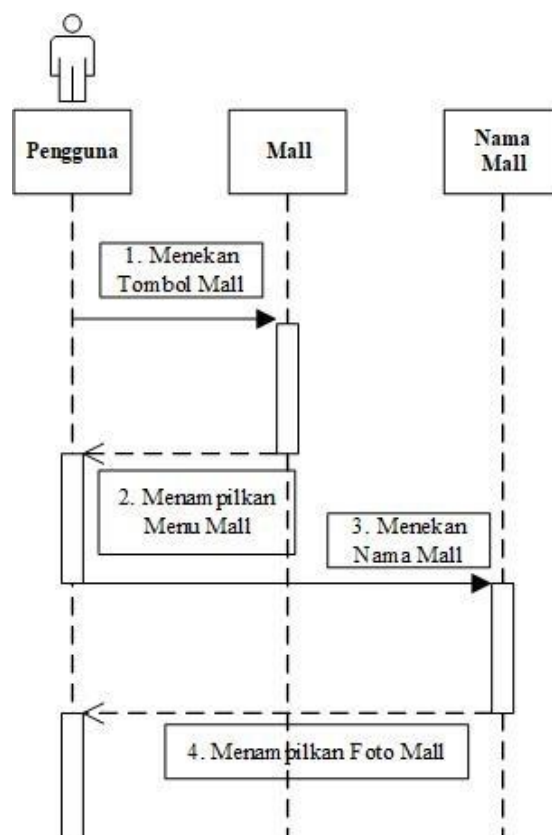 Pengguna
Mall
Nama
Mall
1. Menekan
Tombol Mall
2. Menampilkan
Menu Mall
3. Menekan
Nama Mall
4. Menampilkan Foto Mall